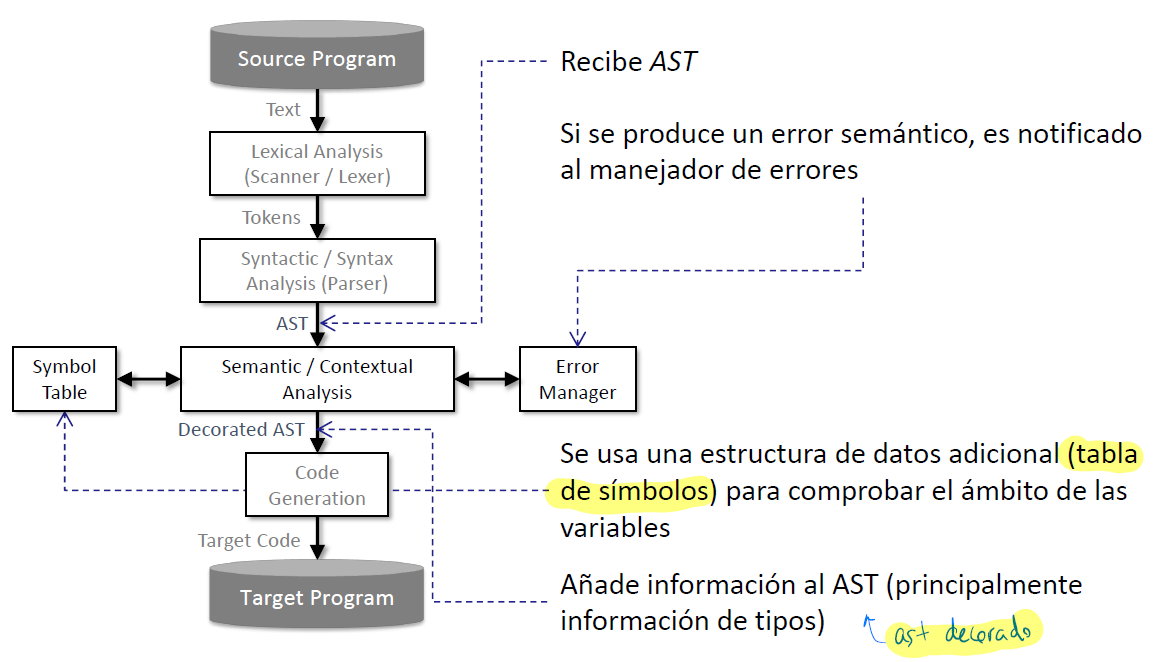 Source Program
Recibe AST
Text
Si se produce un error semántico, es notificado
al manejador de errores
Lexical Analysis
(Scanner / Lexer)
Tokens
Syntactic / Syntax
Analysis (Parser)
AST
Symbol
Table
Semantic / Contextual
Analysis
Error
Manager
Decorated AST
Se usa una estructura de datos adicional (tabla
de símbolos) para comprobar el ámbito de las
variables
Code
Generation
Target Code
Target Program
Añade información al AST (principalmente
información de tipos)
ast decorado